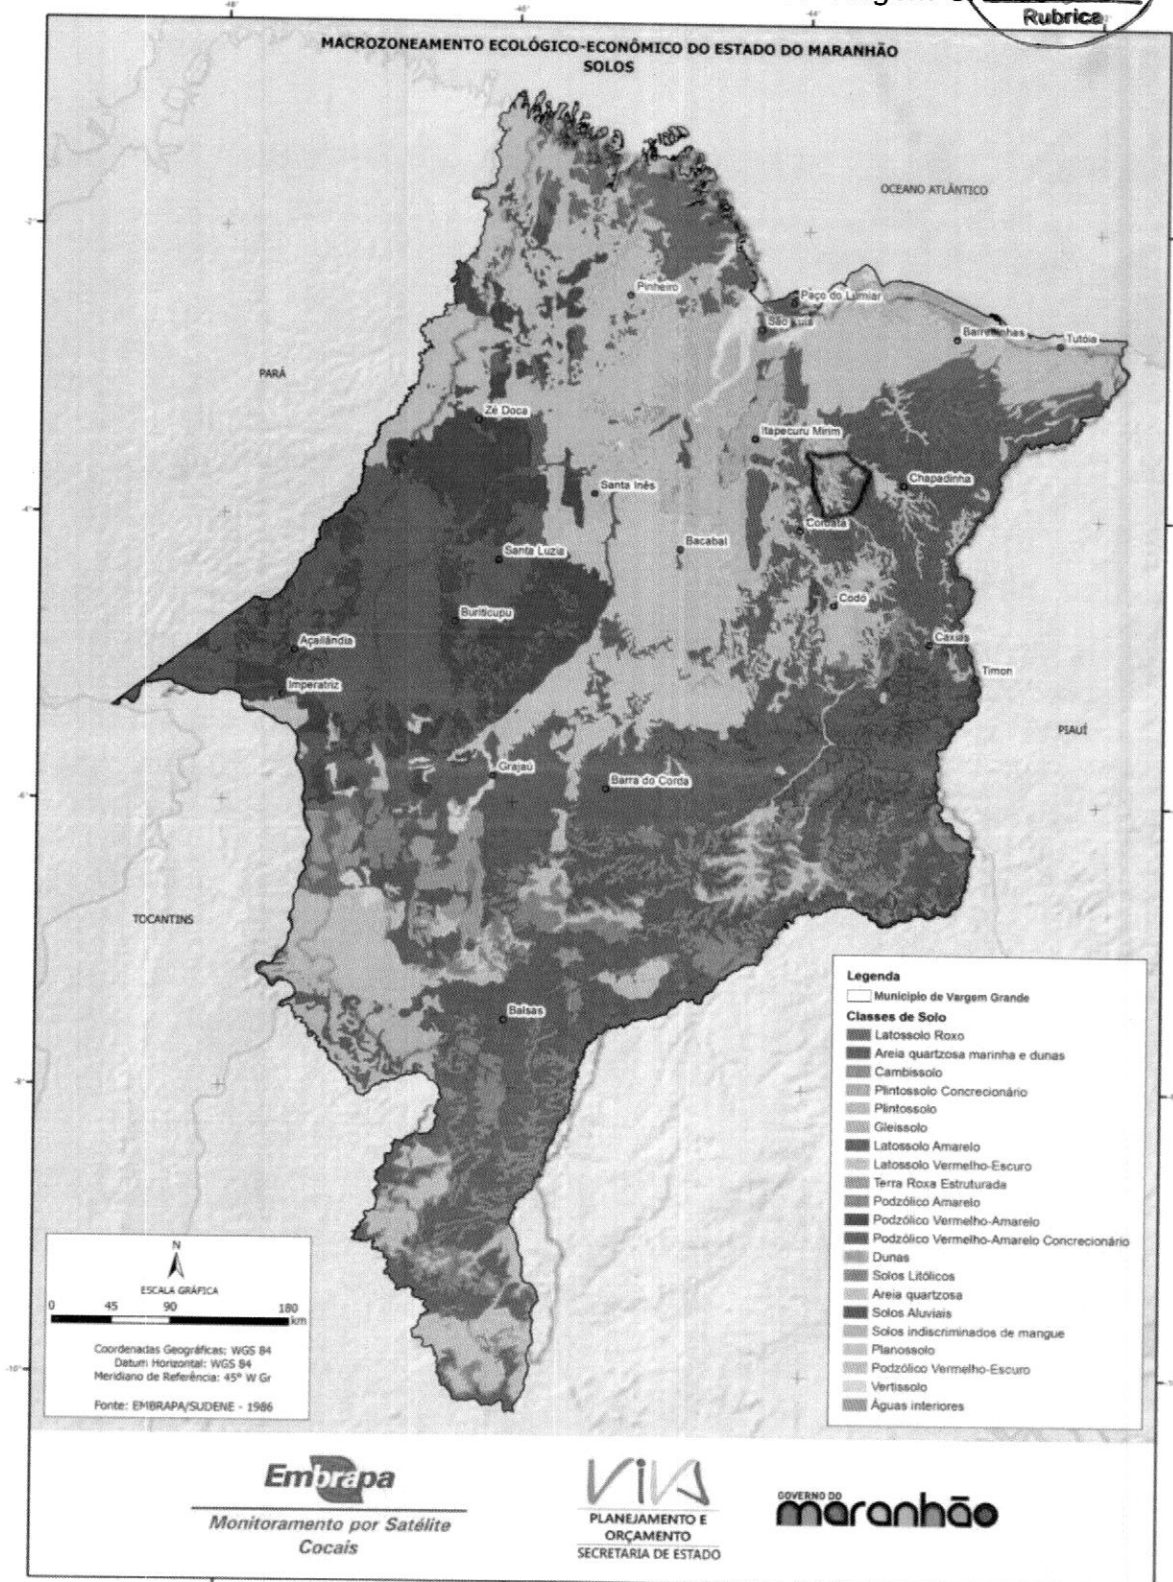 Rubrica
MACROZONEAMENTO ECOLÓGICO-ECONÔMICO DO ESTADO DO MARANHÃO
SOLOS
OCEANO ATLÂNTICO
Pinheiro
Paço do Lumiar
São Luís
Barreirinhas
Tutóia
PARÁ
Zé Doca
Itapecuru Mirim
Santa Inês
Chapadinha
Coroatá
Santa Luzia
Bacabal
Codó
Buriticupu
Açailândia
Caxias
Timon
Imperatriz
PIAUÍ
Grajaú
Barra do Corda
TOCANTINS
Balsas
Legenda
Município de Vargem Grande
Classes de Solo
Latossolo Roxo
Areia quartzosa marinha e dunas
Cambissolo
Plintossolo Concrecionário
Plintossolo
Gleissolo
Latossolo Amarelo
Latossolo Vermelho-Escuro
Terra Roxa Estruturada
Podzólico Amarelo
Podzólico Vermelho-Amarelo
Podzólico Vermelho-Amarelo Concrecionário
Dunas
Solos Litólicos
Areia quartzosa
Solos Aluviais
Solos indiscriminados de mangue
Planossolo
Podzólico Vermelho-Escuro
Vertissolo
Águas interiores
N
ESCALA GRÁFICA
0 45 90 180
km
Coordenadas Geográficas: WGS 84
Datum Horizontal: WGS 84
Meridiano de Referência: 45° W Gr
Fonte: EMBRAPA/SUDENE - 1986
Embrapa
Monitoramento por Satélite
Cocais
VIVA
PLANEJAMENTO E
ORÇAMENTO
SECRETARIA DE ESTADO
GOVERNO DO
maranhão